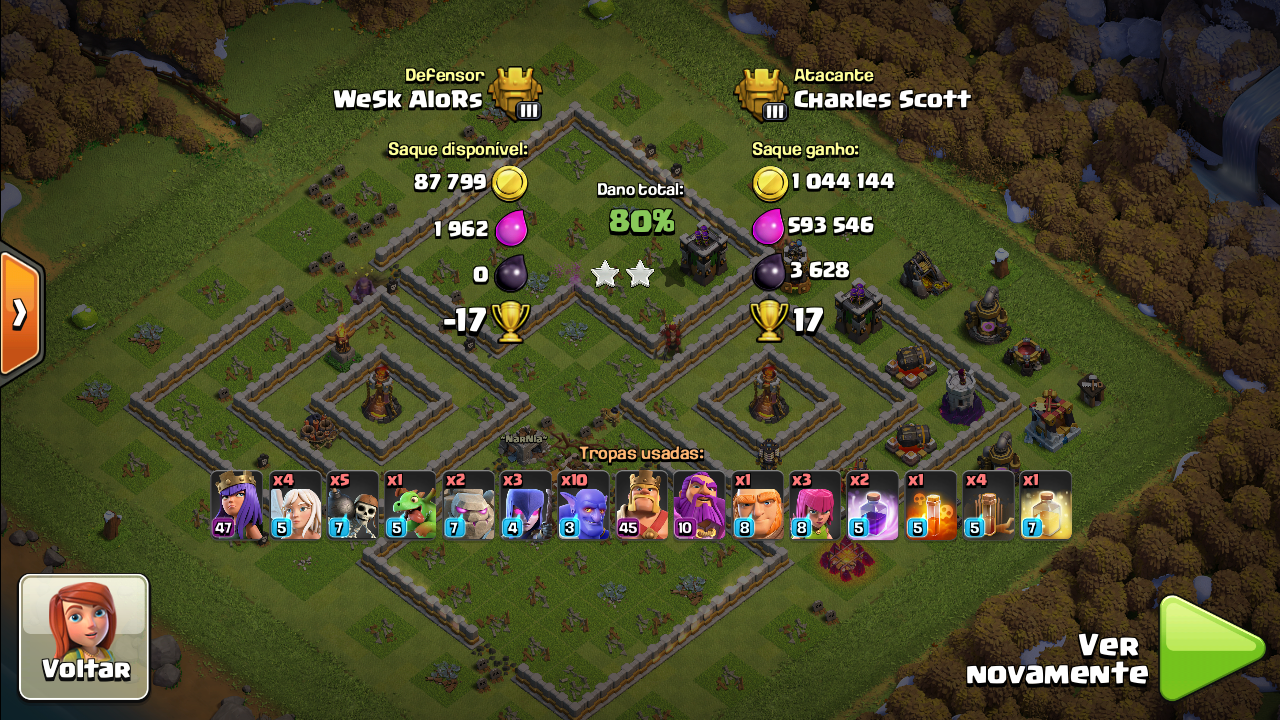 Defensor
WeSk AloRs
III
Atacante
Charles Scott
III
Saque disponível:
87 799
1 962
0
-17
Dano total:
80%
Saque ganho:
1 044 144
593 546
3 628
17
~NarNia~
Tropas usadas:
47
x4
5
x5
7
x1
5
x2
7
x3
4
x10
3
45
10
x1
8
x3
8
x2
5
x1
5
x4
5
x1
7
Voltar
Ver
novamente